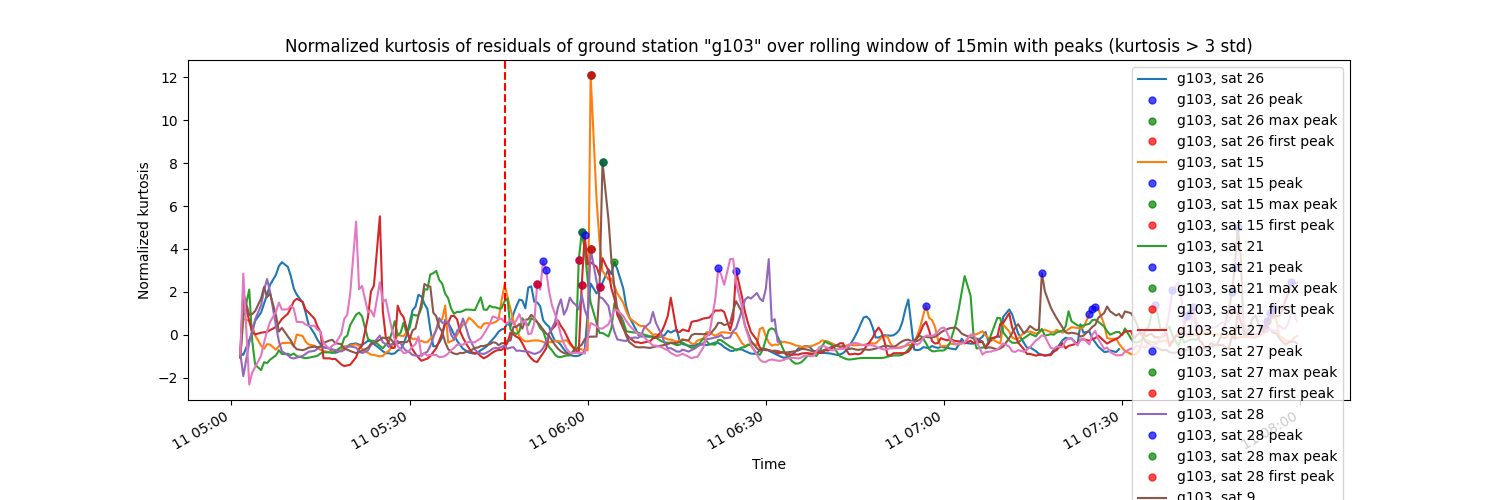 Normalized kurtosis of residuals of ground station "g103" over rolling window of 15min with peaks (kurtosis > 3 std)
Normalized kurtosis
12
10
8
6
4
2
0
−2
11 05:00
11 05:30
11 06:00
11 06:30
11 07:00
11 07:30
11 08:00
Time
g103, sat 26
g103, sat 26 peak
g103, sat 26 max peak
g103, sat 26 first peak
g103, sat 15
g103, sat 15 peak
g103, sat 15 max peak
g103, sat 15 first peak
g103, sat 21
g103, sat 21 peak
g103, sat 21 max peak
g103, sat 21 first peak
g103, sat 27
g103, sat 27 peak
g103, sat 27 max peak
g103, sat 27 first peak
g103, sat 28
g103, sat 28 peak
g103, sat 28 max peak
g103, sat 28 first peak
g103, sat 9